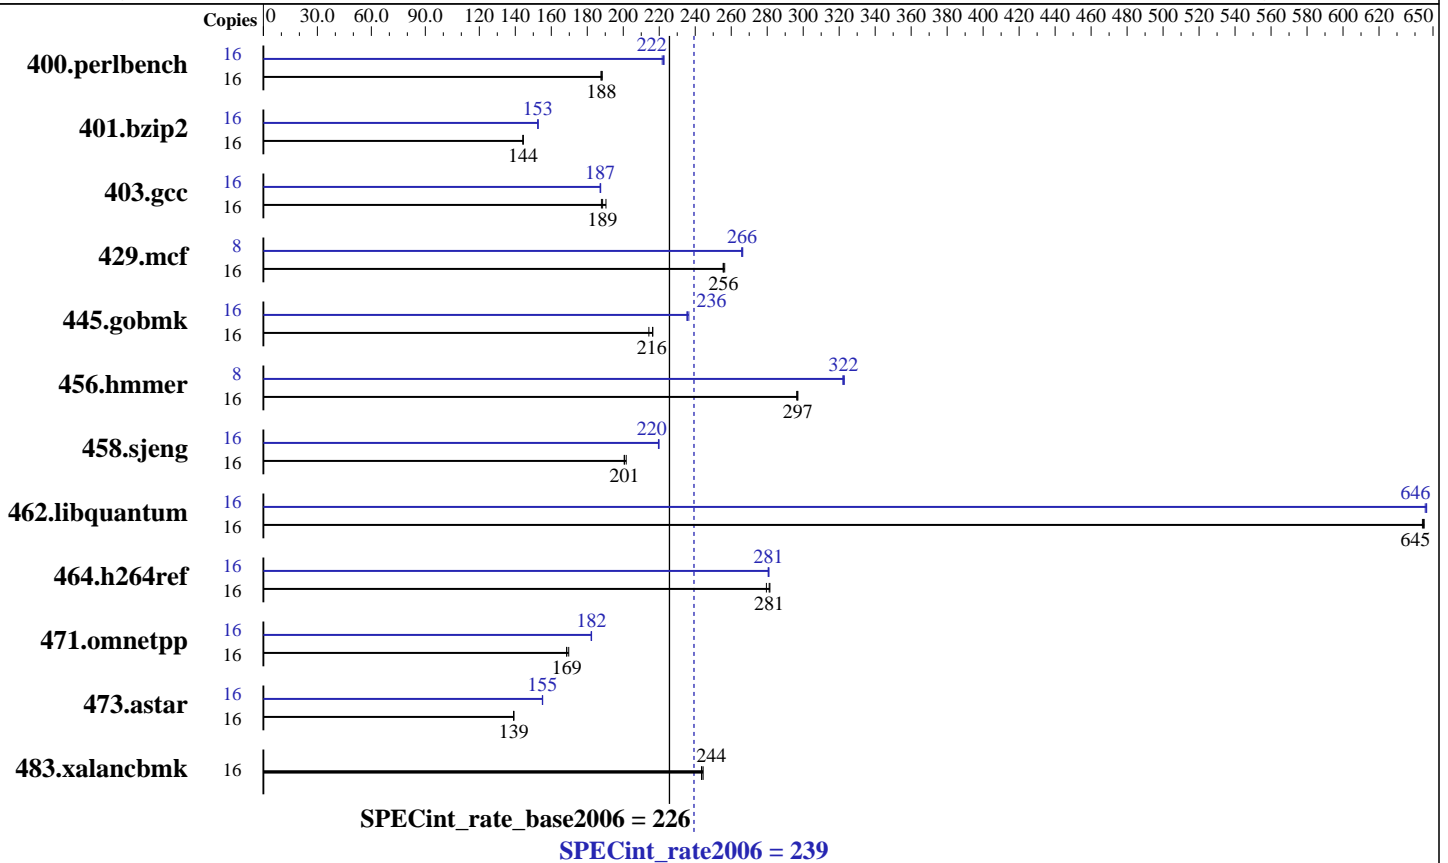 Copies 0 30.0 60.0 90.0 120 140 160 180 200 220 240 260 280 300 320 340 360 380 400 420 440 460 480 500 520 540 560 580 600 620 650
400.perlbench 16 222
16 188
401.bzip2 16 153
16 144
403.gcc 16 187
16 189
429.mcf 8 266
16 256
445.gobmk 16 236
16 216
456.hmmer 8 322
16 297
458.sjeng 16 220
16 201
462.libquantum 16 646
16 645
464.h264ref 16 281
16 281
471.omnetpp 16 182
16 169
473.astar 16 155
16 139
483.xalancbmk 16 244
SPECint_rate_base2006 = 226
SPECint_rate2006 = 239